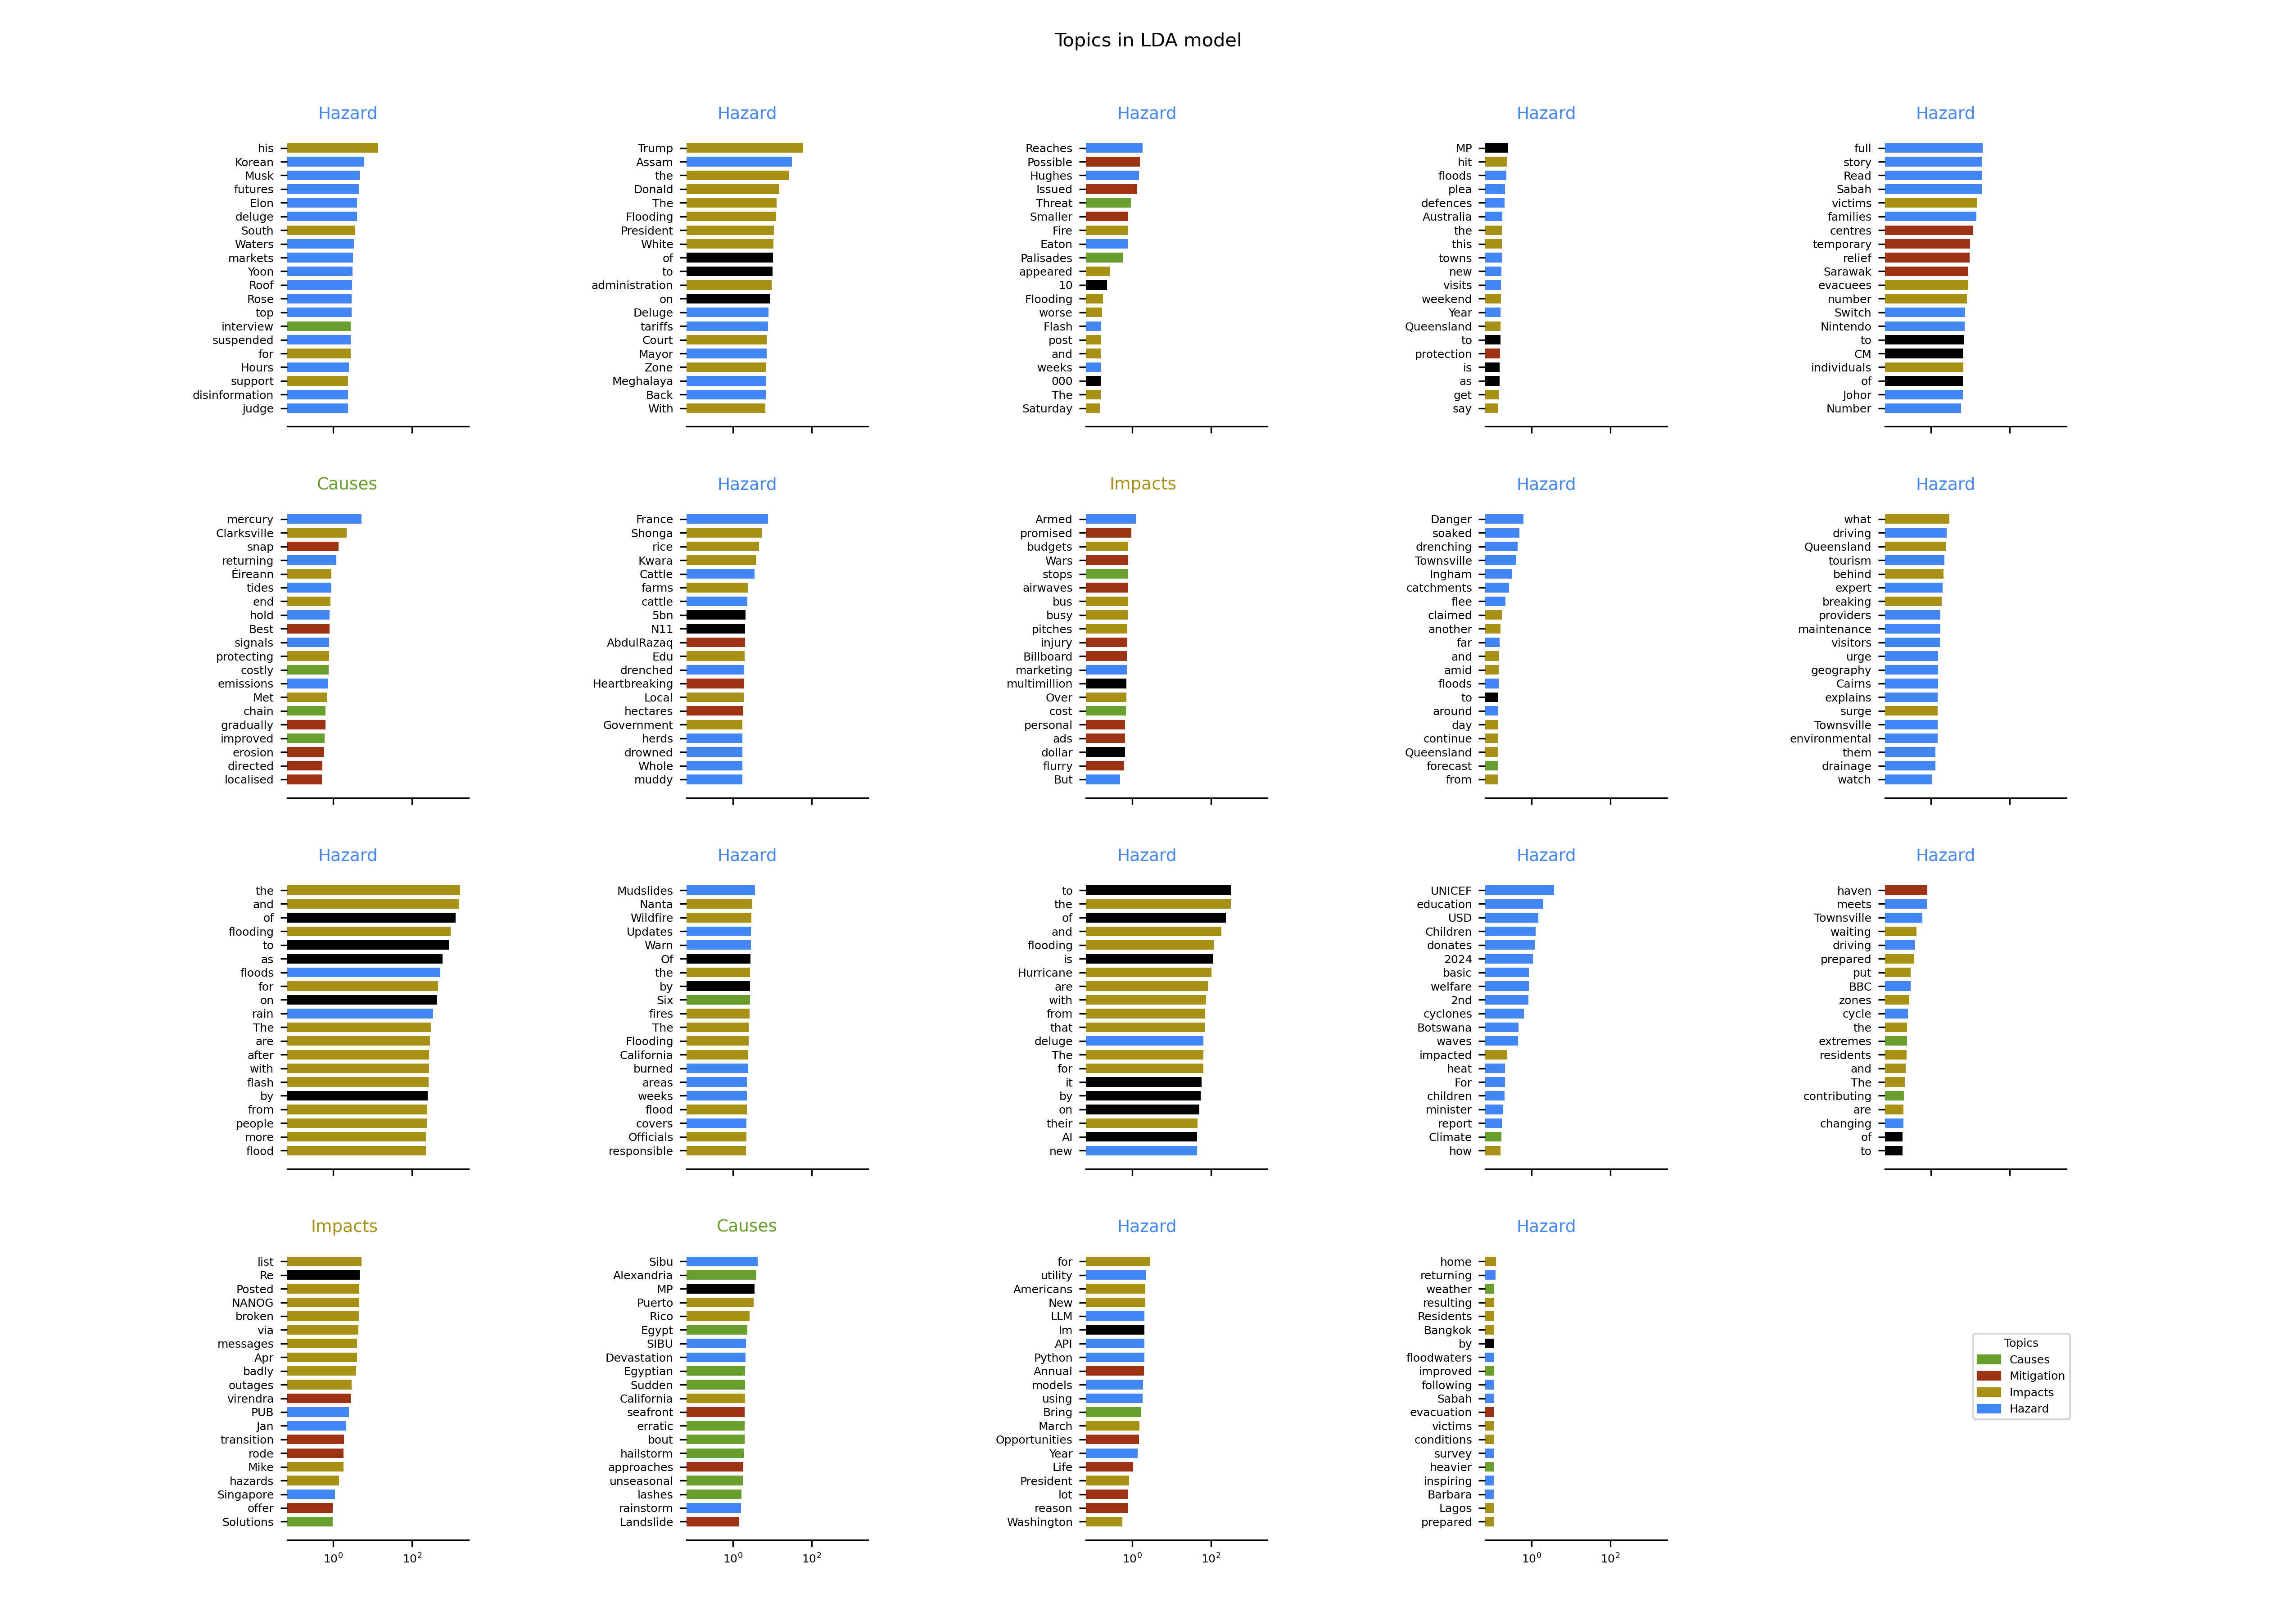 Topics in LDA model
Hazard
his
Korean
Musk
futures
Elon
deluge
South
Waters
markets
Yoon
Roof
Rose
top
interview
suspended
for
Hours
support
disinformation
judge
Hazard
Trump
Assam
the
Donald
The
Flooding
President
White
of
to
administration
on
Deluge
tariffs
Court
Mayor
Zone
Meghalaya
Back
With
Hazard
Reaches
Possible
Hughes
Issued
Threat
Smaller
Fire
Eaton
Palisades
appeared
10
Flooding
worse
Flash
post
and
weeks
000
The
Saturday
Hazard
MP
hit
floods
plea
defences
Australia
the
this
towns
new
visits
weekend
Year
Queensland
to
protection
is
as
get
say
Hazard
full
story
Read
Sabah
victims
families
centres
temporary
relief
Sarawak
evacuees
number
Switch
Nintendo
to
CM
individuals
of
Johor
Number
Causes
mercury
Clarksville
snap
returning
Éireann
tides
end
hold
Best
signals
protecting
costly
emissions
Met
chain
gradually
improved
erosion
directed
localised
Hazard
France
Shonga
rice
Kwara
Cattle
farms
cattle
5bn
N11
AbdulRazaq
Edu
drenched
Heartbreaking
Local
hectares
Government
herds
drowned
Whole
muddy
Impacts
Armed
promised
budgets
Wars
stops
airwaves
bus
busy
pitches
injury
Billboard
marketing
multimillion
Over
cost
personal
ads
dollar
flurry
But
Hazard
Danger
soaked
drenching
Townsville
Ingham
catchments
flee
claimed
another
far
and
amid
floods
to
around
day
continue
Queensland
forecast
from
Hazard
what
driving
Queensland
tourism
behind
expert
breaking
providers
maintenance
visitors
urge
geography
Cairns
explains
surge
Townsville
environmental
them
drainage
watch
Hazard
the
and
of
flooding
to
as
floods
for
on
rain
The
are
after
with
flash
by
from
people
more
flood
Hazard
Mudslides
Nanta
Wildfire
Updates
Warn
Of
the
by
Six
fires
The
Flooding
California
burned
areas
weeks
flood
covers
Officials
responsible
Hazard
to
the
of
and
flooding
is
Hurricane
are
with
from
that
deluge
The
for
it
by
on
their
AI
new
Hazard
UNICEF
education
USD
Children
donates
2024
basic
welfare
2nd
cyclones
Botswana
waves
impacted
heat
For
children
minister
report
Climate
how
Hazard
haven
meets
Townsville
waiting
driving
prepared
put
BBC
zones
cycle
the
extremes
residents
and
The
contributing
are
changing
of
to
Impacts
list
Re
Posted
NANOG
broken
via
messages
Apr
badly
outages
virendra
PUB
Jan
transition
rode
Mike
hazards
Singapore
offer
Solutions
10⁰ 10²
Causes
Sibu
Alexandria
MP
Puerto
Rico
Egypt
SIBU
Devastation
Egyptian
Sudden
California
seafront
erratic
bout
hailstorm
approaches
unseasonal
lashes
rainstorm
Landslide
10⁰ 10²
Hazard
for
utility
Americans
New
LLM
lm
API
Python
Annual
models
using
Bring
March
Opportunities
Year
Life
President
lot
reason
Washington
10⁰ 10²
Hazard
home
returning
weather
resulting
Residents
Bangkok
by
floodwaters
improved
following
Sabah
evacuation
victims
conditions
survey
heavier
inspiring
Barbara
Lagos
prepared
10⁰ 10²
Topics
Causes
Mitigation
Impacts
Hazard